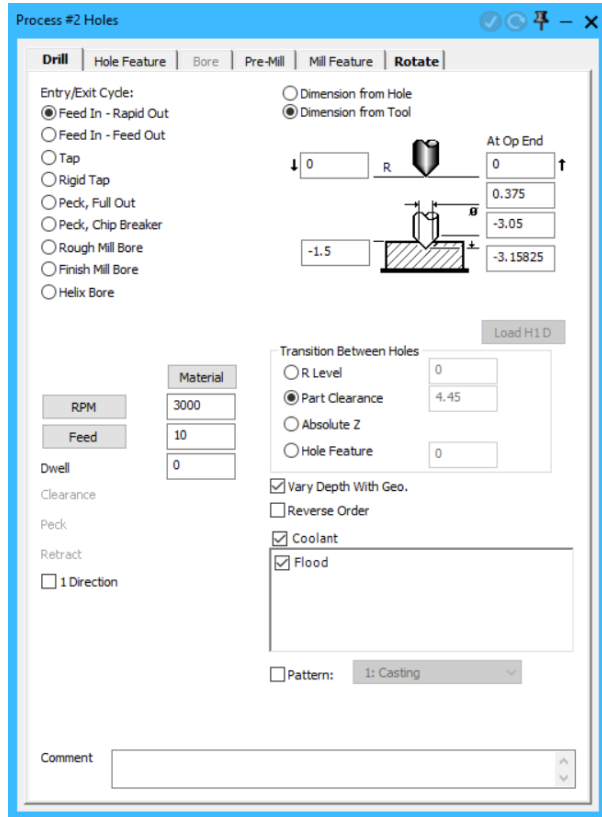 Process #2 Holes
Drill Hole Feature Bore Pre-Mill Mill Feature Rotate
Entry/Exit Cycle:
Feed In - Rapid Out
Feed In - Feed Out
Tap
Rigid Tap
Peck, Full Out
Peck, Chip Breaker
Rough Mill Bore
Finish Mill Bore
Helix Bore
Dimension from Hole
Dimension from Tool
At Op End
0 R 0
0.375
ø
-3.05
-1.5
-3.15825
Load H1 D
Material
RPM 3000
Feed 10
Dwell 0
Clearance
Peck
Retract
1 Direction
Transition Between Holes
R Level 0
Part Clearance 4.45
Absolute Z
Hole Feature 0
Vary Depth With Geo.
Reverse Order
Coolant
Flood
Pattern: 1: Casting
Comment